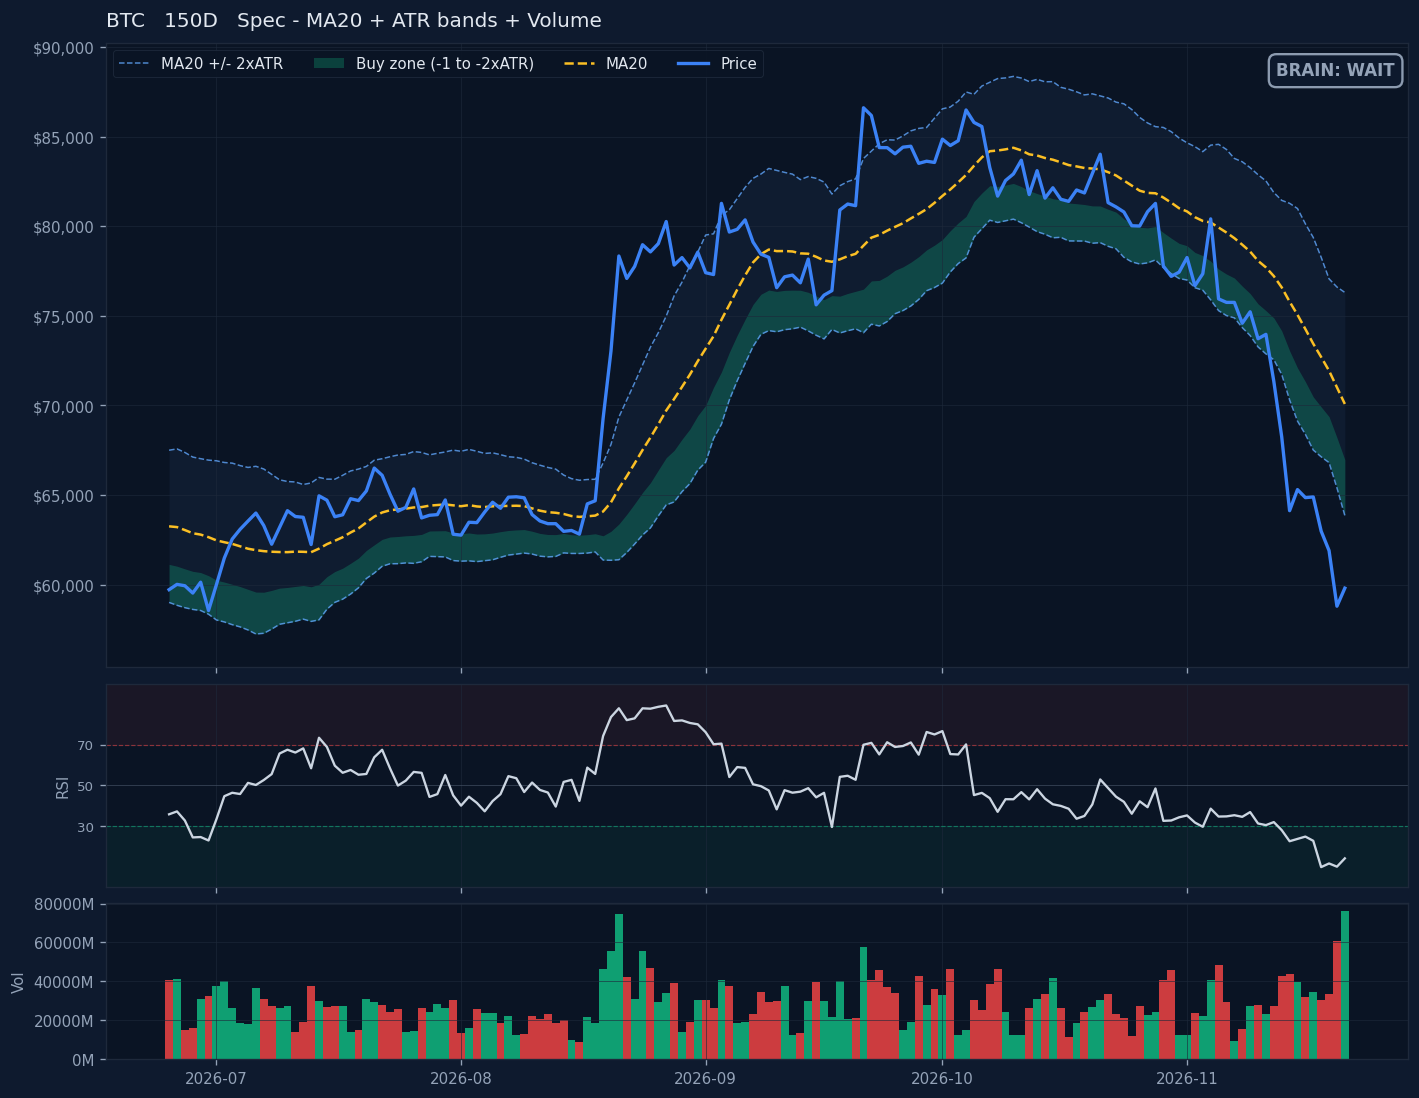 BTC   150D   Spec - MA20 + ATR bands + Volume
MA20 +/- 2xATR
Buy zone (-1 to -2xATR)
MA20
Price
BRAIN: WAIT
$90,000
$85,000
$80,000
$75,000
$70,000
$65,000
$60,000
RSI
70
50
30
Vol
80000M
60000M
40000M
20000M
0M
2026-07
2026-08
2026-09
2026-10
2026-11